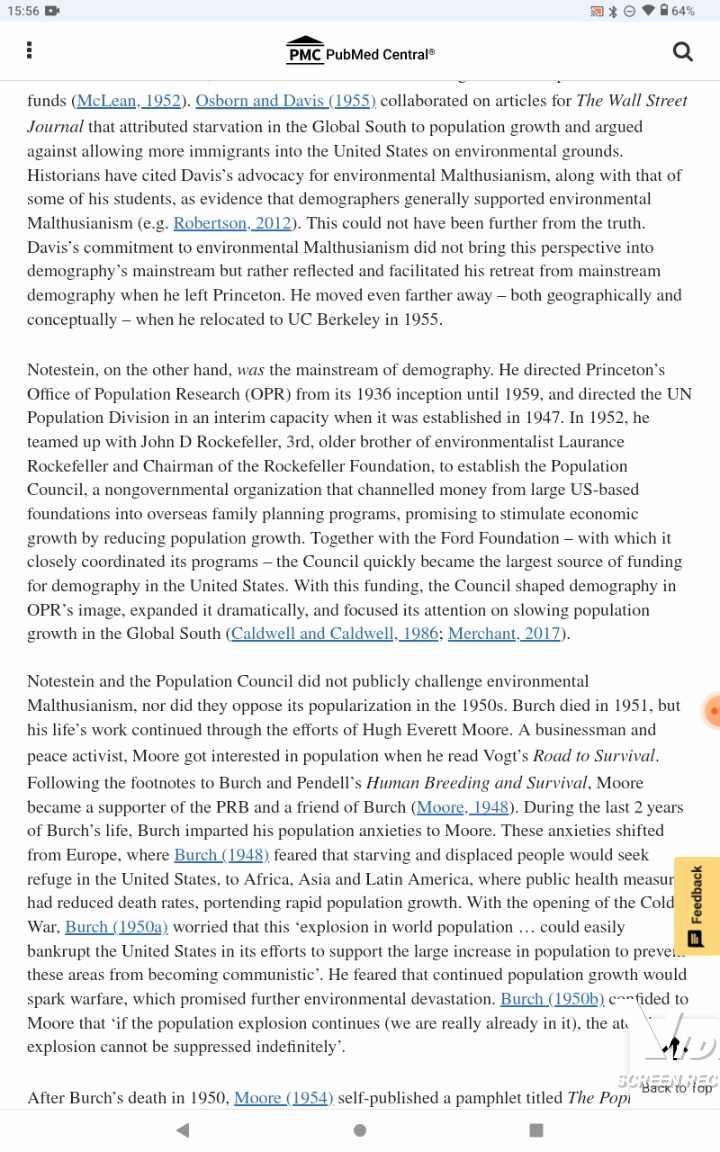 15:56
64%
PMC PubMed Central®
funds (McLean, 1952). Osborn and Davis (1955) collaborated on articles for The Wall Street
Journal that attributed starvation in the Global South to population growth and argued
against allowing more immigrants into the United States on environmental grounds.
Historians have cited Davis’s advocacy for environmental Malthusianism, along with that of
some of his students, as evidence that demographers generally supported environmental
Malthusianism (e.g. Robertson, 2012). This could not have been further from the truth.
Davis’s commitment to environmental Malthusianism did not bring this perspective into
demography’s mainstream but rather reflected and facilitated his retreat from mainstream
demography when he left Princeton. He moved even farther away – both geographically and
conceptually – when he relocated to UC Berkeley in 1955.
Notestein, on the other hand, was the mainstream of demography. He directed Princeton’s
Office of Population Research (OPR) from its 1936 inception until 1959, and directed the UN
Population Division in an interim capacity when it was established in 1947. In 1952, he
teamed up with John D Rockefeller, 3rd, older brother of environmentalist Laurance
Rockefeller and Chairman of the Rockefeller Foundation, to establish the Population
Council, a nongovernmental organization that channelled money from large US-based
foundations into overseas family planning programs, promising to stimulate economic
growth by reducing population growth. Together with the Ford Foundation – with which it
closely coordinated its programs – the Council quickly became the largest source of funding
for demography in the United States. With this funding, the Council shaped demography in
OPR’s image, expanded it dramatically, and focused its attention on slowing population
growth in the Global South (Caldwell and Caldwell, 1986; Merchant, 2017).
Notestein and the Population Council did not publicly challenge environmental
Malthusianism, nor did they oppose its popularization in the 1950s. Burch died in 1951, but
his life’s work continued through the efforts of Hugh Everett Moore. A businessman and
peace activist, Moore got interested in population when he read Vogt’s Road to Survival.
Following the footnotes to Burch and Pendell’s Human Breeding and Survival, Moore
became a supporter of the PRB and a friend of Burch (Moore, 1948). During the last 2 years
of Burch’s life, Burch imparted his population anxieties to Moore. These anxieties shifted
from Europe, where Burch (1948) feared that starving and displaced people would seek
refuge in the United States, to Africa, Asia and Latin America, where public health measur
had reduced death rates, portending rapid population growth. With the opening of the Cold
War, Burch (1950a) worried that this ‘explosion in world population … could easily
bankrupt the United States in its efforts to support the large increase in population to preven
these areas from becoming communistic’. He feared that continued population growth would
spark warfare, which promised further environmental devastation. Burch (1950b) confided to
Moore that ‘if the population explosion continues (we are really already in it), the
explosion cannot be suppressed indefinitely’.
After Burch’s death in 1950, Moore (1954) self-published a pamphlet titled The Pop
Feedback
Back to Top
SCREEN REC